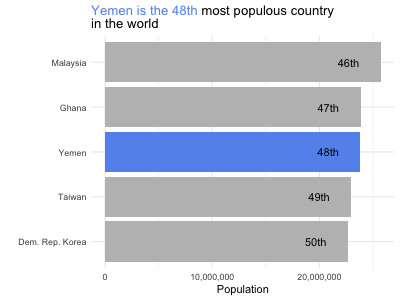 Yemen is the 48th most populous country
in the world
Malaysia 46th
Ghana 47th
Yemen 48th
Taiwan 49th
Dem. Rep. Korea 50th
0 10,000,000 20,000,000
Population